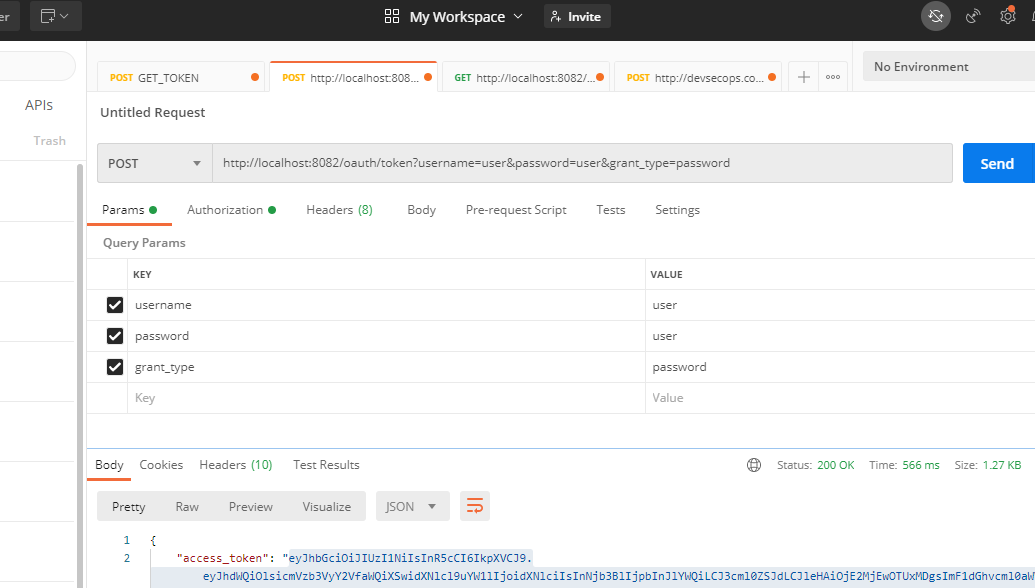 er My Workspace Invite
APIs
Trash
POST GET_TOKEN POST http://localhost:808... GET http://localhost:8082/... POST http://devsecops.co... No Environment
Untitled Request
POST http://localhost:8082/oauth/token?username=user&password=user&grant_type=password Send
Params Authorization Headers (8) Body Pre-request Script Tests Settings
Query Params
KEY VALUE
username user
password user
grant_type password
Key Value
Body Cookies Headers (10) Test Results Status: 200 OK Time: 566 ms Size: 1.27 KB
Pretty Raw Preview Visualize JSON
1 {
2 "access_token": "eyJhbGciOiJIUzI1NiIsInR5cCI6IkpXVCJ9.